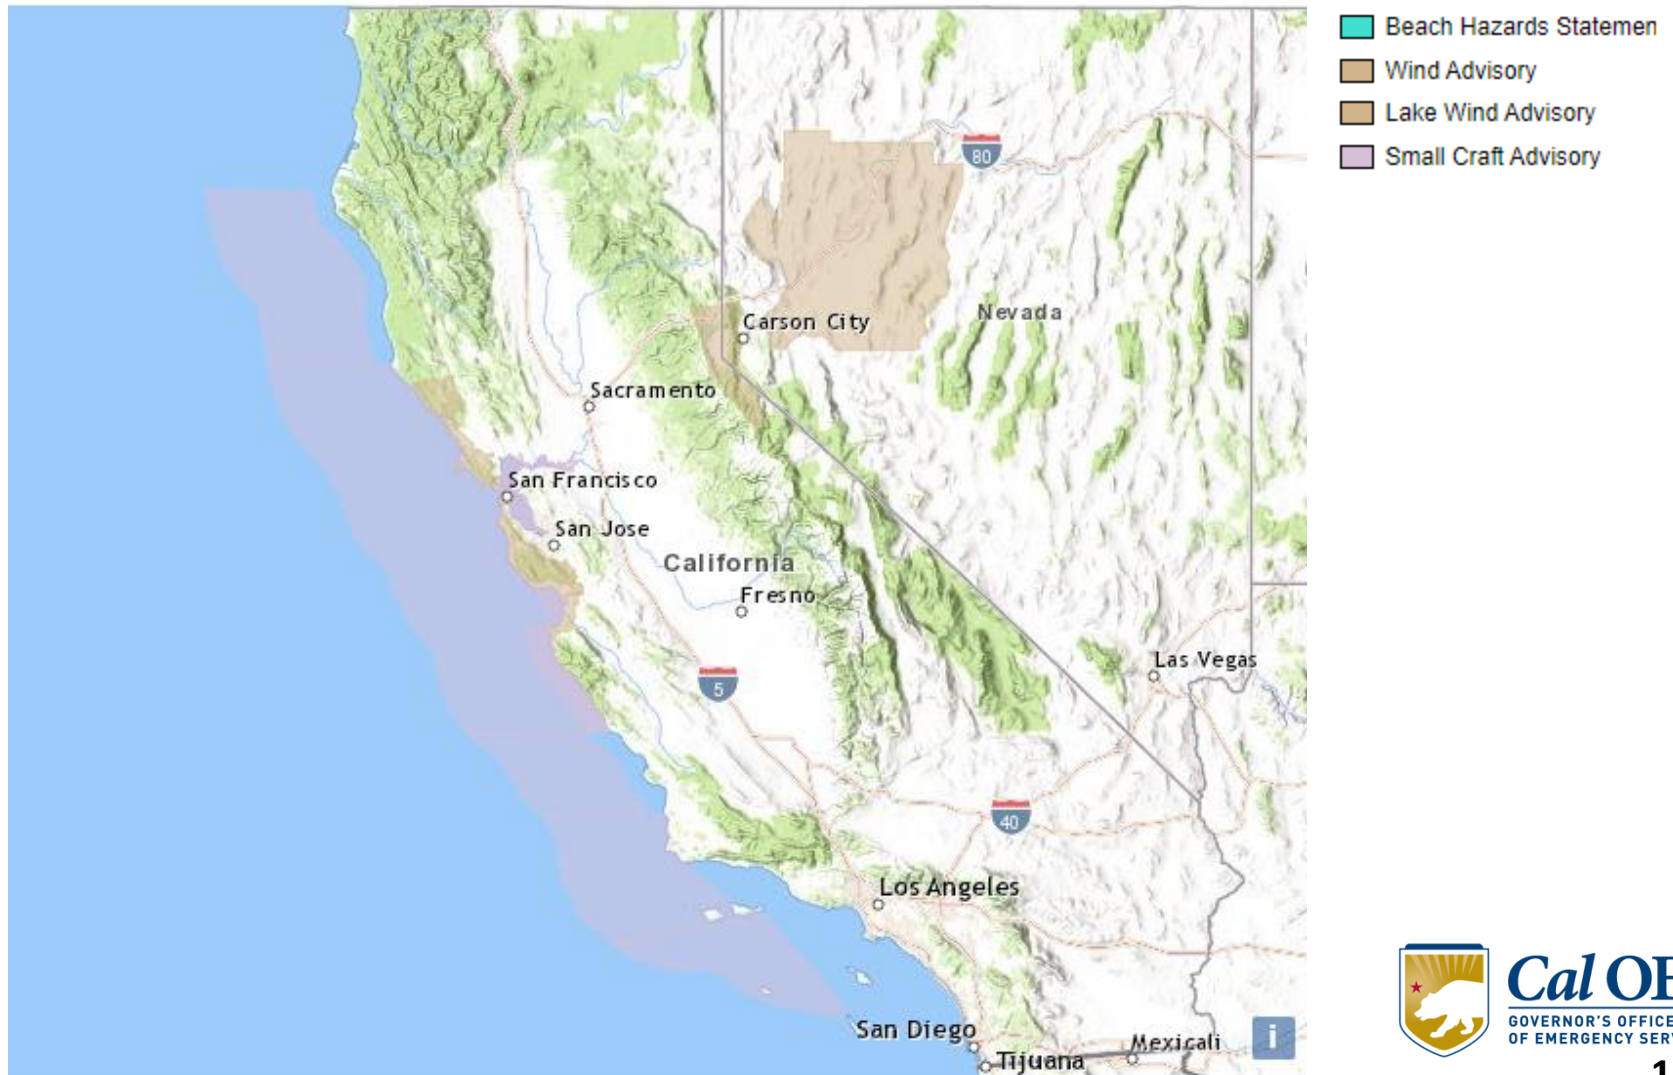 Beach Hazards Statemen
Wind Advisory
Lake Wind Advisory
Small Craft Advisory
80
Nevada
Carson City
Sacramento
San Francisco
San Jose
California
Fresno
Las Vegas
5
40
Los Angeles
San Diego
Tijuana
Mexicali
i
Cal OE
GOVERNOR'S OFFICE
OF EMERGENCY SER
1